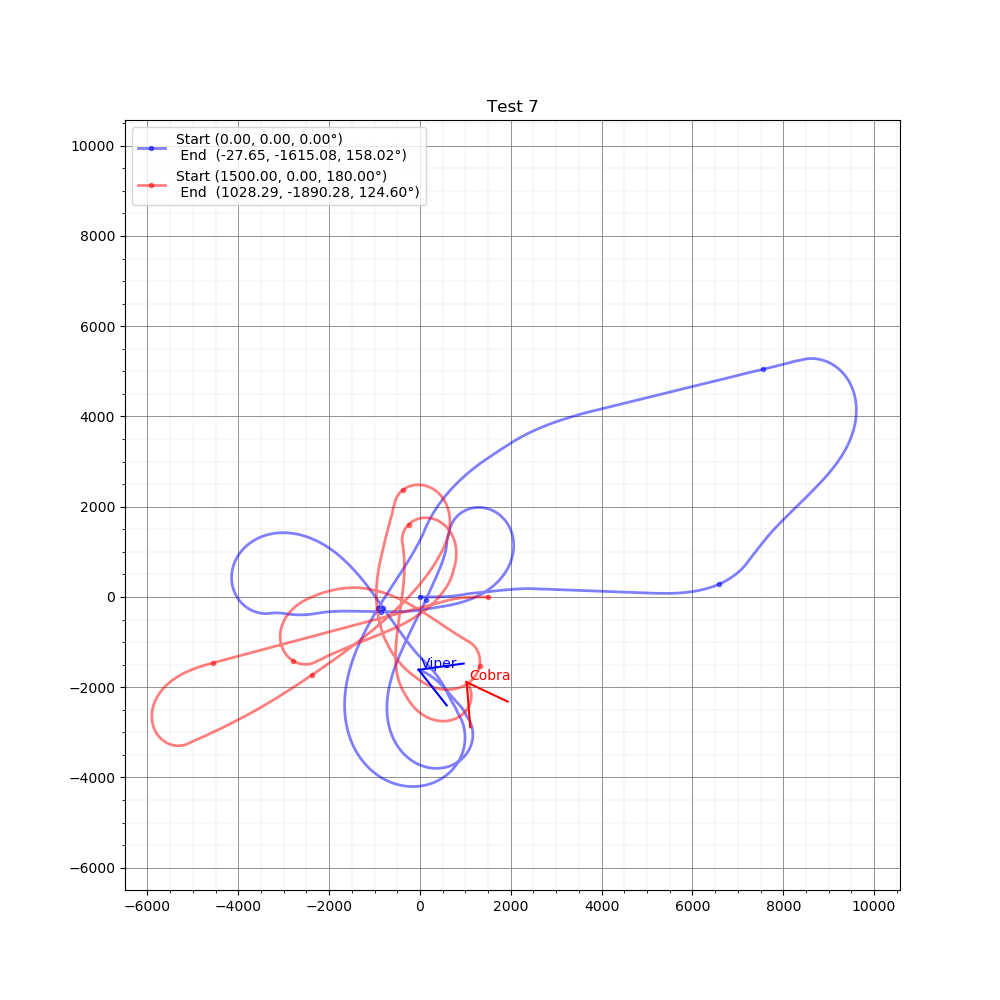 Test 7
Start (0.00, 0.00, 0.00°)
End (-27.65, -1615.08, 158.02°)
Start (1500.00, 0.00, 180.00°)
End (1028.29, -1890.28, 124.60°)
10000
8000
6000
4000
2000
0
−2000
−4000
−6000
Viper
Cobra
−6000 −4000 −2000 0 2000 4000 6000 8000 10000